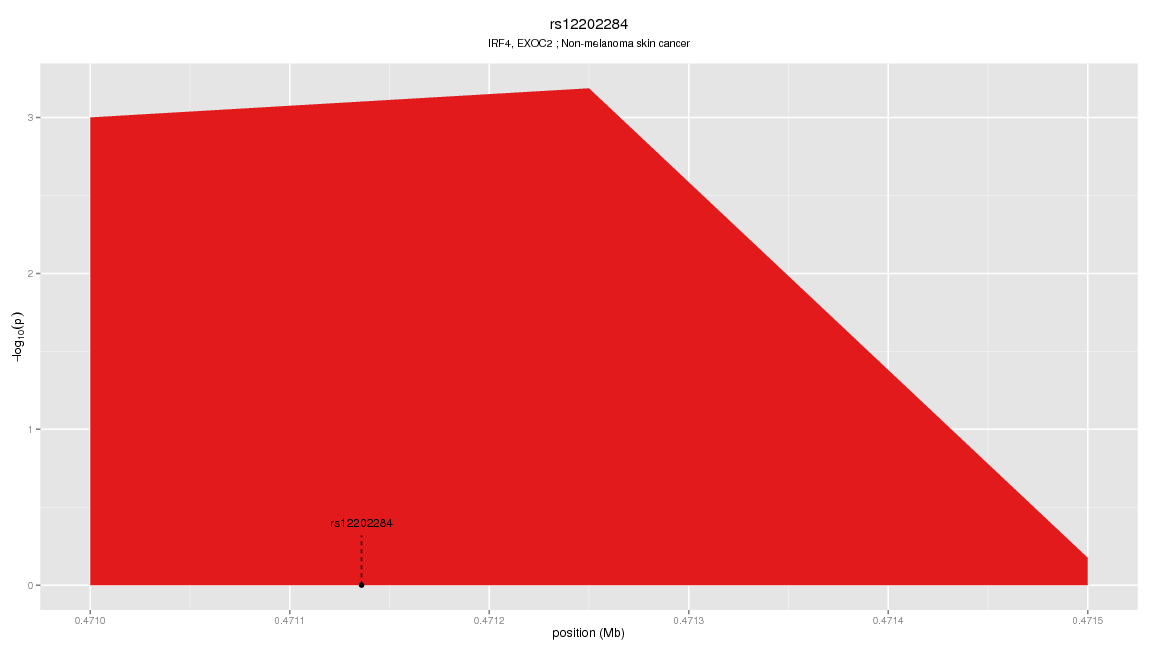 rs12202284
IRF4, EXOC2 ; Non-melanoma skin cancer
3
2
1
0
-log10(p)
rs12202284
0.4710 0.4711 0.4712 0.4713 0.4714 0.4715
position (Mb)